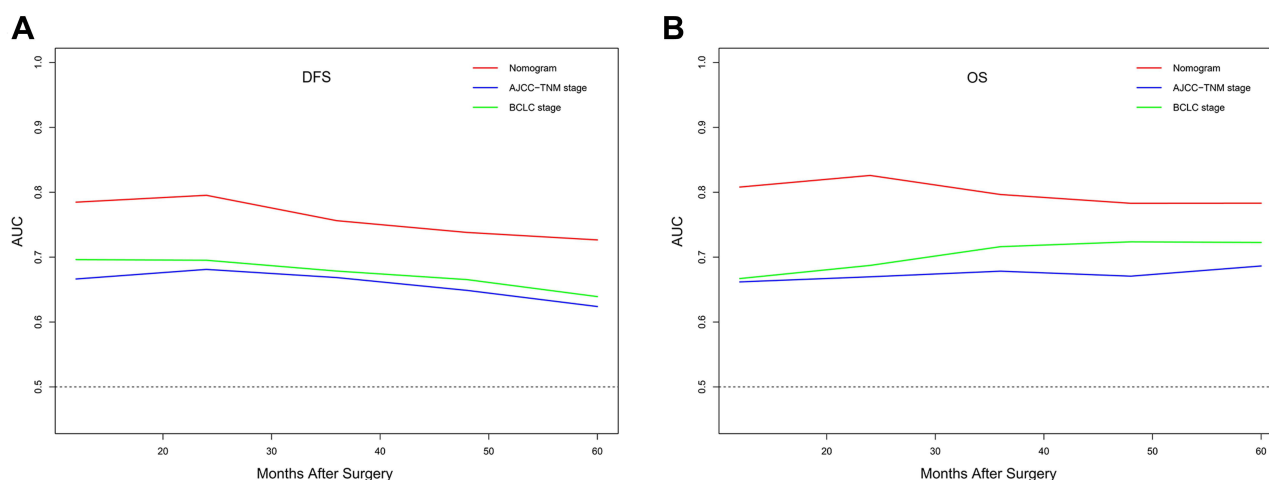 A
DFS
Nomogram
AJCC−TNM stage
BCLC stage
AUC
1.0
0.9
0.8
0.7
0.6
0.5
20 30 40 50 60
Months After Surgery
B
OS
Nomogram
AJCC−TNM stage
BCLC stage
AUC
1.0
0.9
0.8
0.7
0.6
0.5
20 30 40 50 60
Months After Surgery